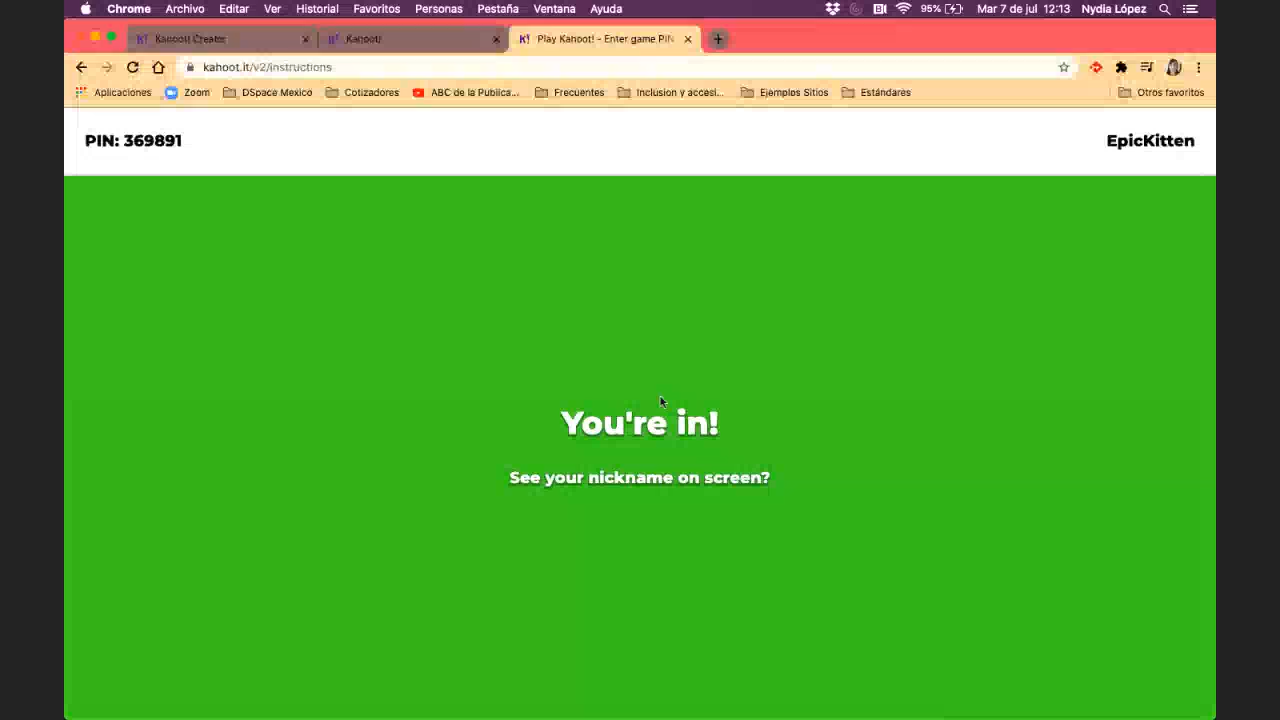 Chrome Archivo Editar Ver Historial Favoritos Personas Pestaña Ventana Ayuda 95% Mar 7 de jul 12:13 Nydia López
Kahoot! Creator Kahoot! Play Kahoot! - Enter game PIN
kahoot.it/v2/instructions
Aplicaciones Zoom DSpace Mexico Cotizadores ABC de la Publica... Frecuentes Inclusion y accesi... Ejemplos Sitios Estándares Otros favoritos
PIN: 369891 EpicKitten
You're in!
See your nickname on screen?